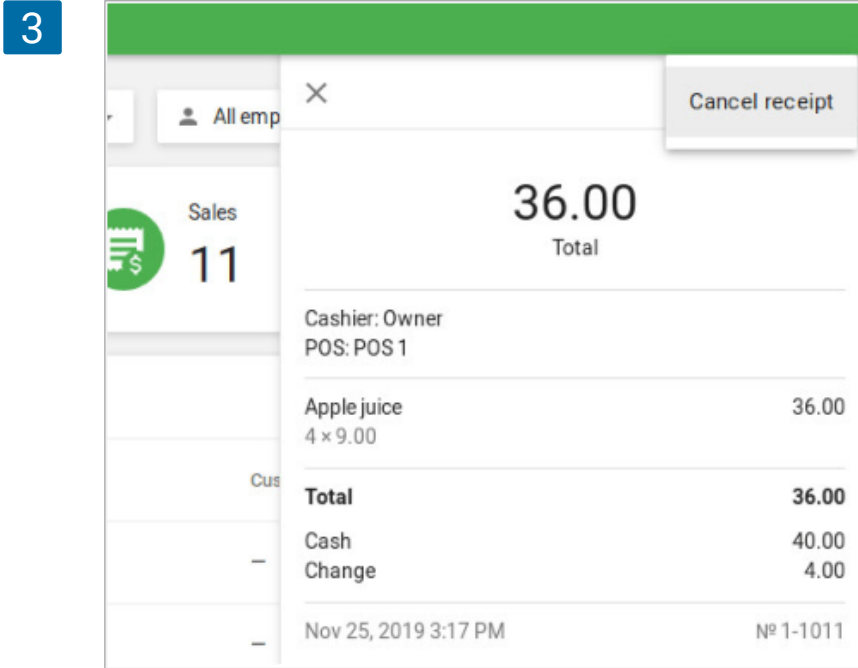 3
All emp
Sales
11
Cus
–
–
Cancel receipt
36.00
Total
Cashier: Owner
POS: POS 1
Apple juice 36.00
4 × 9.00
Total 36.00
Cash 40.00
Change 4.00
Nov 25, 2019 3:17 PM № 1-1011